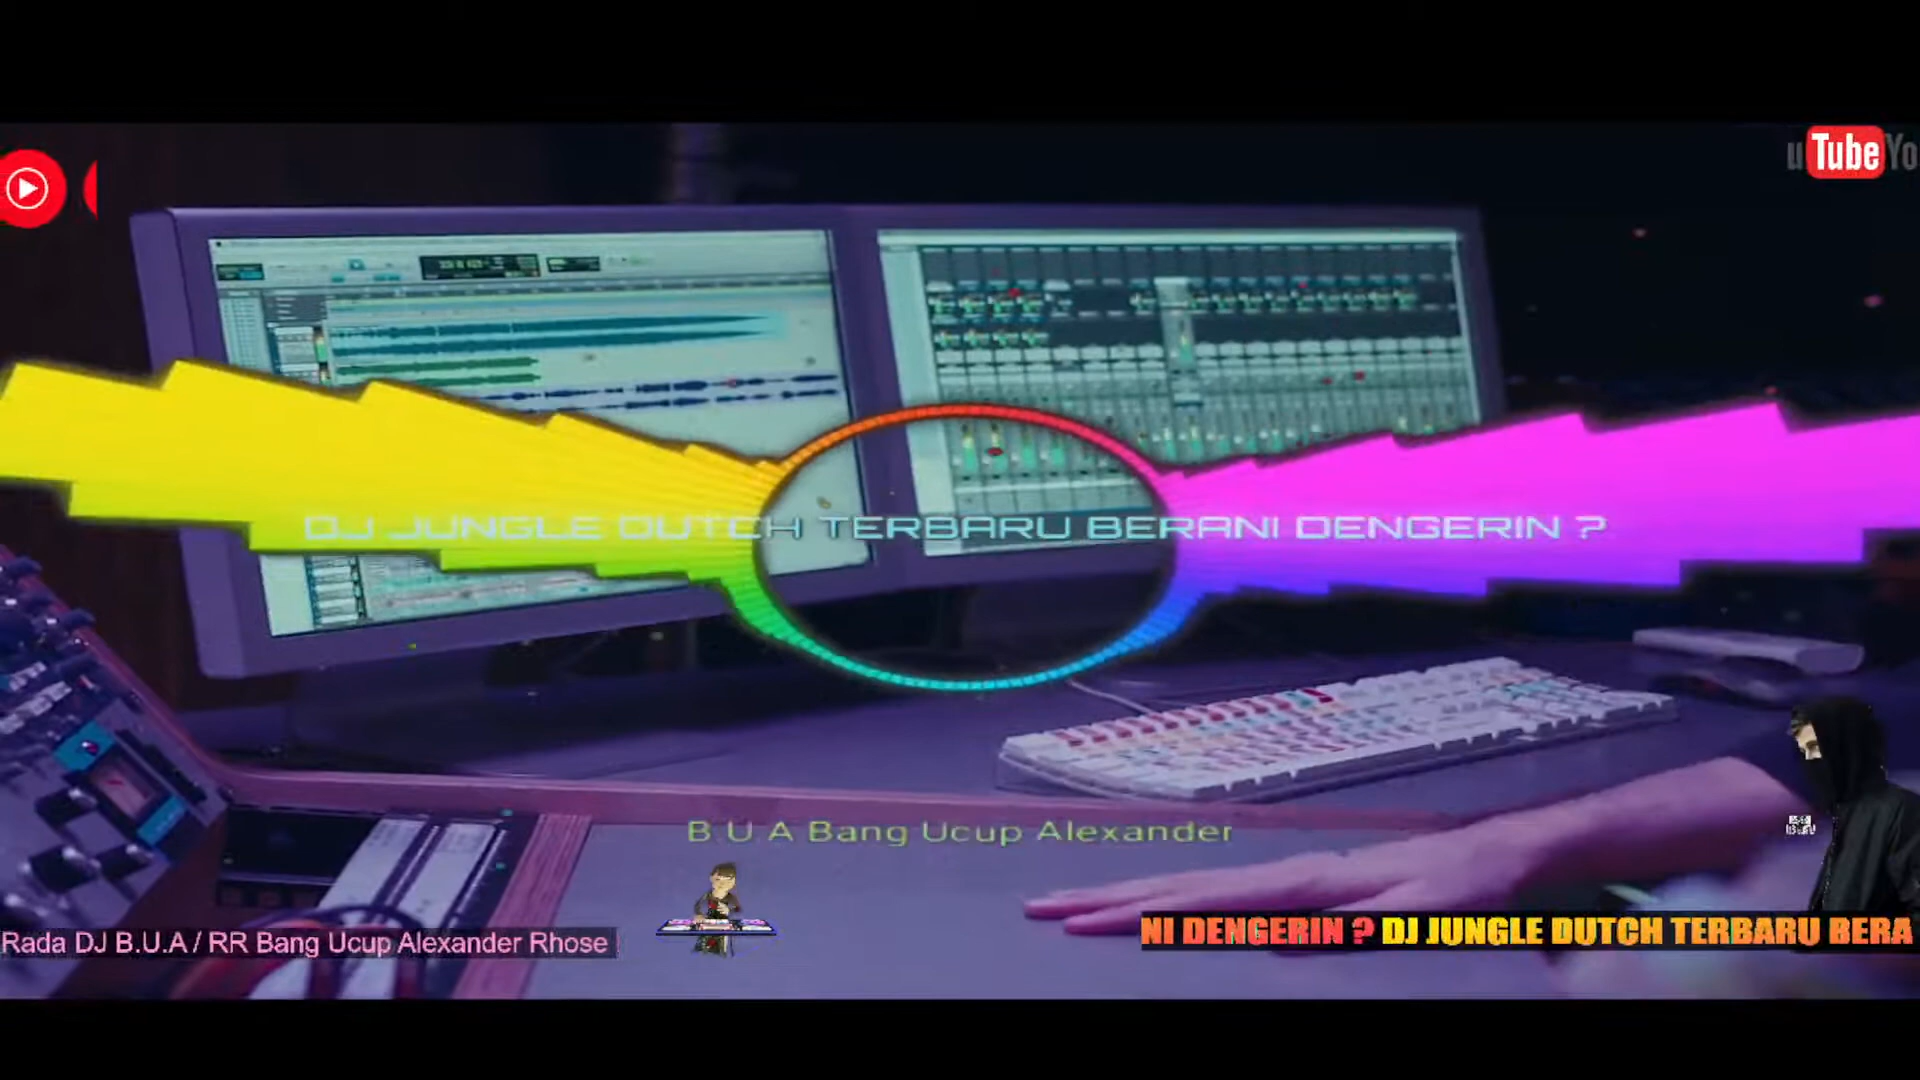 uTubeYo
DJ JUNGLE DUTCH TERBARU BERANI DENGERIN ?
B.U.A Bang Ucup Alexander
Rada DJ B.U.A / RR Bang Ucup Alexander Rhose
NI DENGERIN ? DJ JUNGLE DUTCH TERBARU BERA